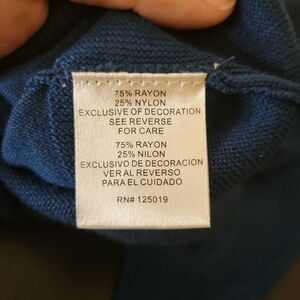 75% RAYON
25% NYLON
EXCLUSIVE OF DECORATION
SEE REVERSE
FOR CARE
75% RAYON
25% NILON
EXCLUSIVO DE DECORACION
VER AL REVERSO
PARA EL CUIDADO
RN# 125019